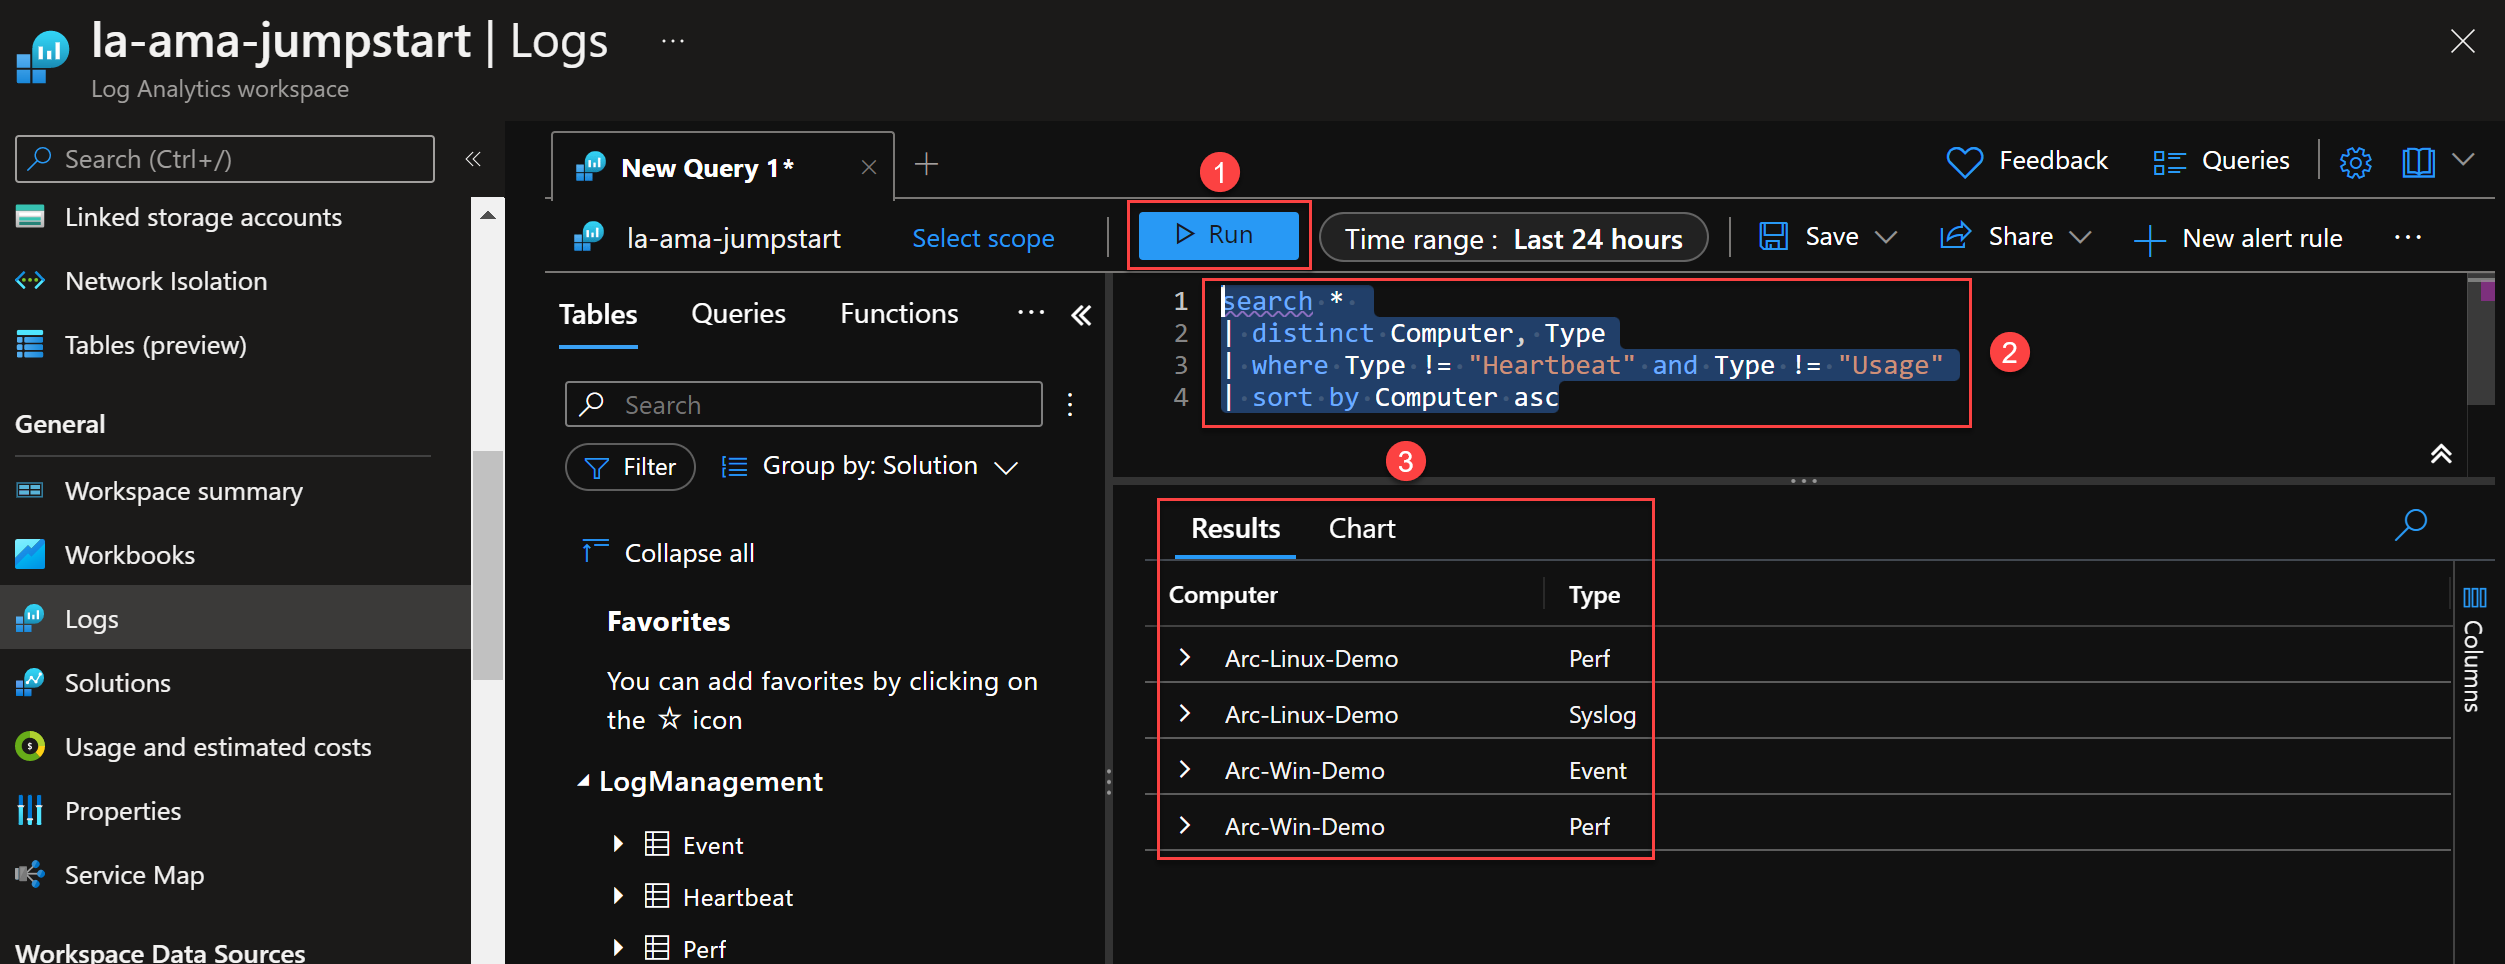 la-ama-jumpstart | Logs ...
Log Analytics workspace
Search (Ctrl+/)
Linked storage accounts
Network Isolation
Tables (preview)
General
Workspace summary
Workbooks
Logs
Solutions
Usage and estimated costs
Properties
Service Map
Workspace Data Sources
New Query 1*
Feedback
Queries
1
la-ama-jumpstart
Select scope
Run
Time range : Last 24 hours
Save
Share
New alert rule
...
Tables
Queries
Functions
...
Search
Filter
Group by: Solution
Collapse all
Favorites
You can add favorites by clicking on
the ☆ icon
LogManagement
Event
Heartbeat
Perf
1 search *
2 | distinct Computer, Type
3 | where Type != "Heartbeat" and Type != "Usage"
4 | sort by Computer asc
2
3
Results
Chart
Computer Type
Arc-Linux-Demo Perf
Arc-Linux-Demo Syslog
Arc-Win-Demo Event
Arc-Win-Demo Perf
Columns